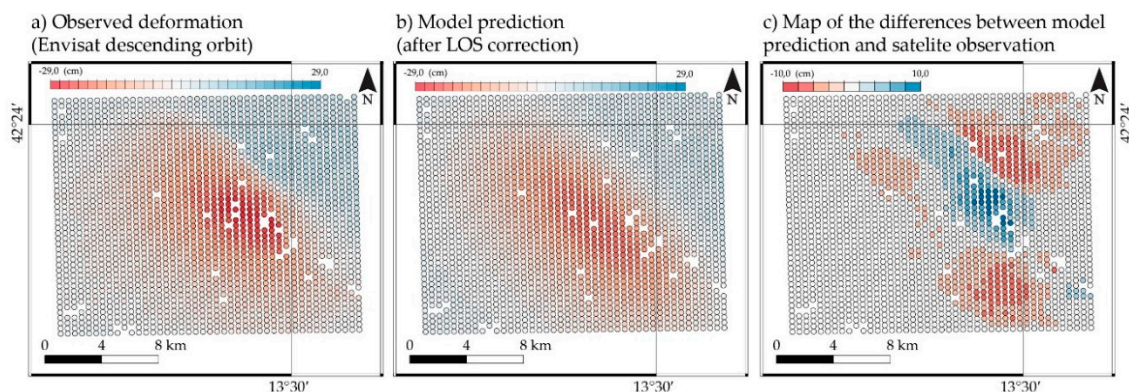 a) Observed deformation
(Envisat descending orbit)
-29,0 (cm)
29,0
N
42°24′
0 4 8 km
13°30′
b) Model prediction
(after LOS correction)
-29,0 (cm)
29,0
N
0 4 8 km
13°30′
c) Map of the differences between model
prediction and satelite observation
-10,0 (cm)
10,0
N
42°24′
0 4 8 km
13°30′